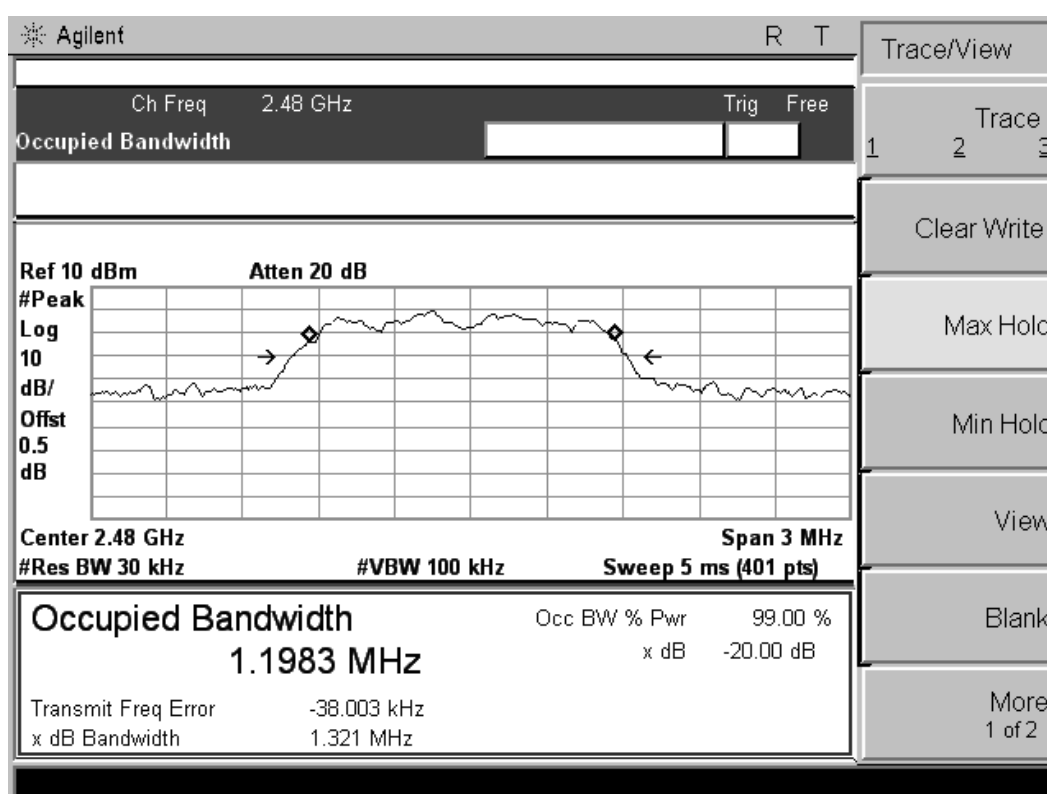 Agilent R T
Ch Freq 2.48 GHz Trig Free
Occupied Bandwidth
Ref 10 dBm Atten 20 dB
#Peak
Log
10
dB/
Offst
0.5
dB
Center 2.48 GHz Span 3 MHz
#Res BW 30 kHz #VBW 100 kHz Sweep 5 ms (401 pts)
Occupied Bandwidth Occ BW % Pwr 99.00 %
1.1983 MHz x dB -20.00 dB
Transmit Freq Error -38.003 kHz
x dB Bandwidth 1.321 MHz
Trace/View
Trace
1 2 3
Clear Write
Max Hold
Min Hold
View
Blank
More
1 of 2